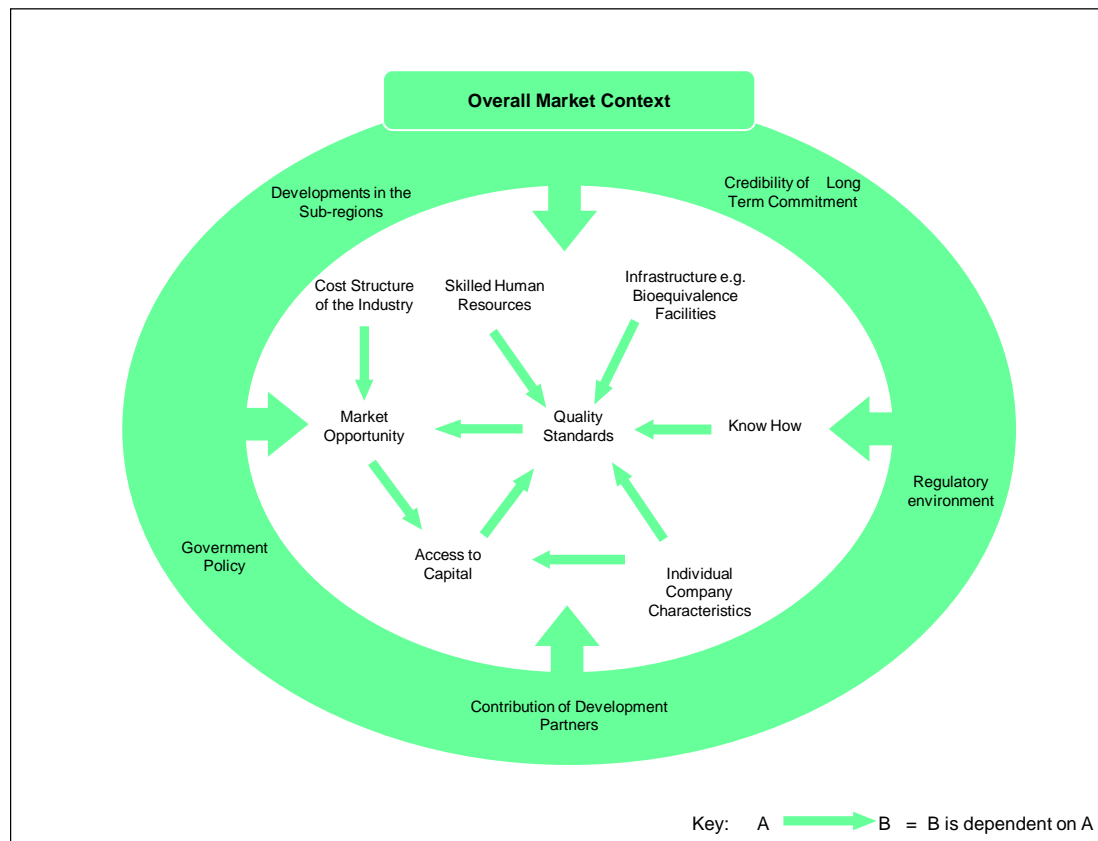 Overall Market Context
Developments in the
Sub-regions
Credibility of Long
Term Commitment
Cost Structure
of the Industry
Skilled Human
Resources
Infrastructure e.g.
Bioequivalence
Facilities
Market
Opportunity
Quality
Standards
Know How
Regulatory
environment
Government
Policy
Access to
Capital
Individual
Company
Characteristics
Contribution of Development
Partners
Key: A B = B is dependent on A